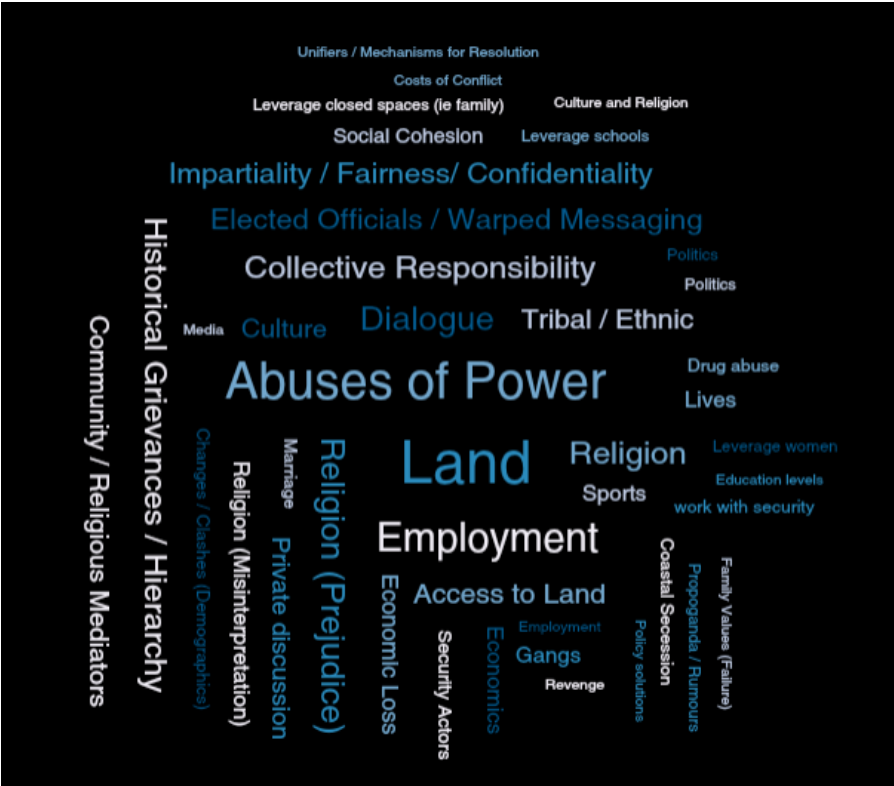 Unifiers / Mechanisms for Resolution
Costs of Conflict
Leverage closed spaces (ie family)
Culture and Religion
Social Cohesion
Leverage schools
Impartiality / Fairness/ Confidentiality
Elected Officials / Warped Messaging
Collective Responsibility
Politics
Politics
Media
Culture
Dialogue
Tribal / Ethnic
Abuses of Power
Drug abuse
Lives
Historical Grievances / Hierarchy
Community / Religious Mediators
Changes / Clashes (Demographics)
Religion (Misinterpretation)
Marriage
Private discussion
Religion (Prejudice)
Land
Religion
Leverage women
Sports
Education levels
work with security
Employment
Economic Loss
Access to Land
Security Actors
Economics
Employment
Gangs
Revenge
Policy solutions
Coastal Secession
Propoganda / Rumours
Family Values (Failure)